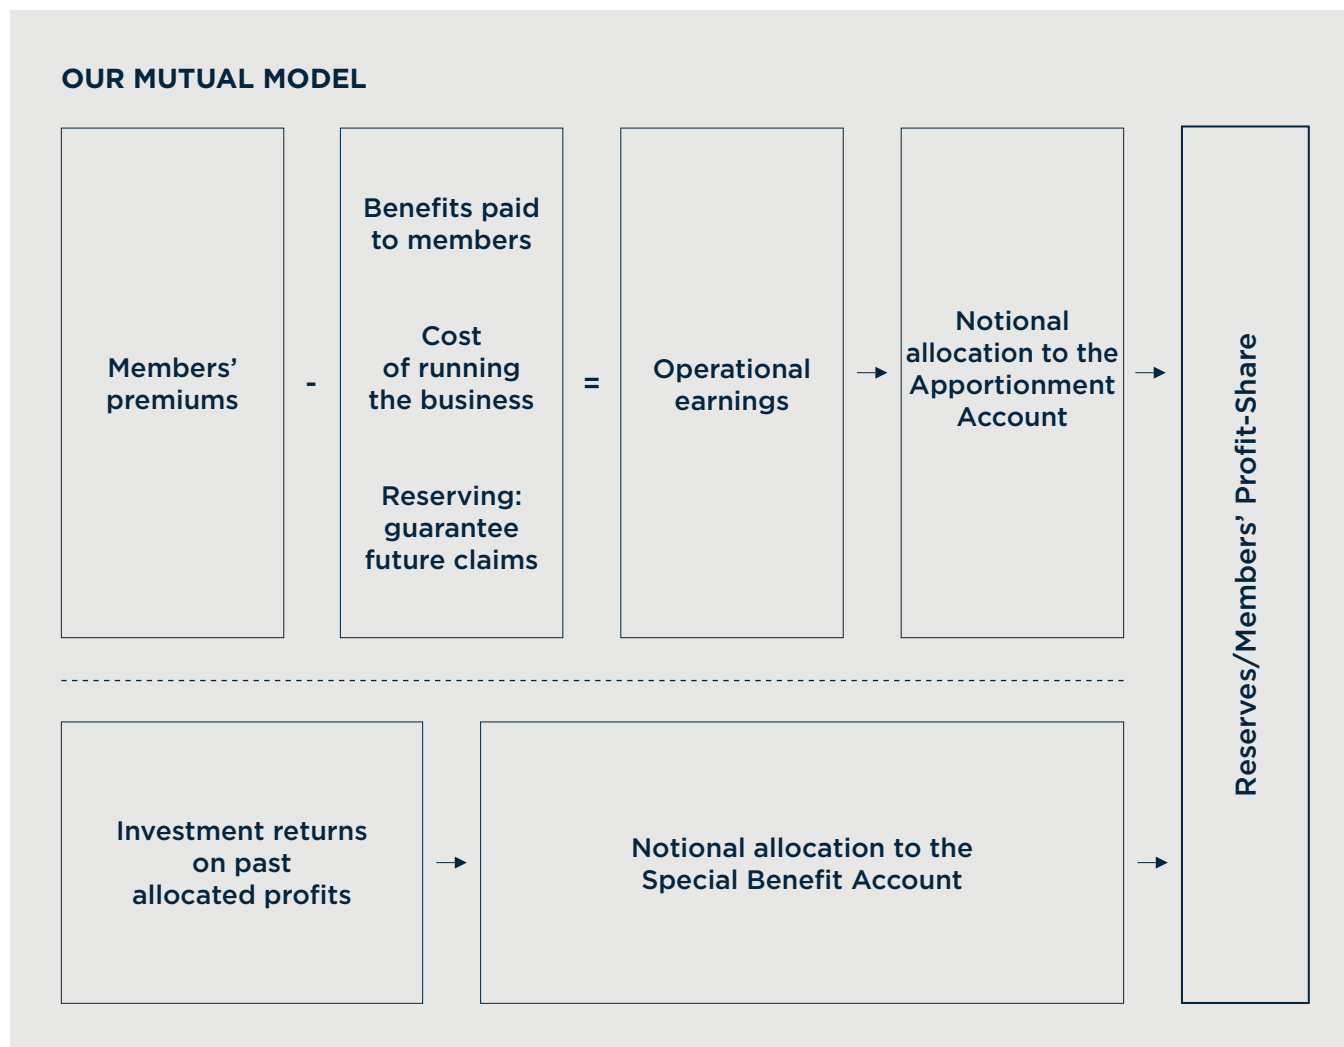 OUR MUTUAL MODEL
Members’
premiums
-
Benefits paid
to members
Cost
of running
the business
Reserving:
guarantee
future claims
=
Operational
earnings
Notional
allocation to the
Apportionment
Account
Reserves/Members’ Profit-Share
Investment returns
on past
allocated profits
Notional allocation to the
Special Benefit Account